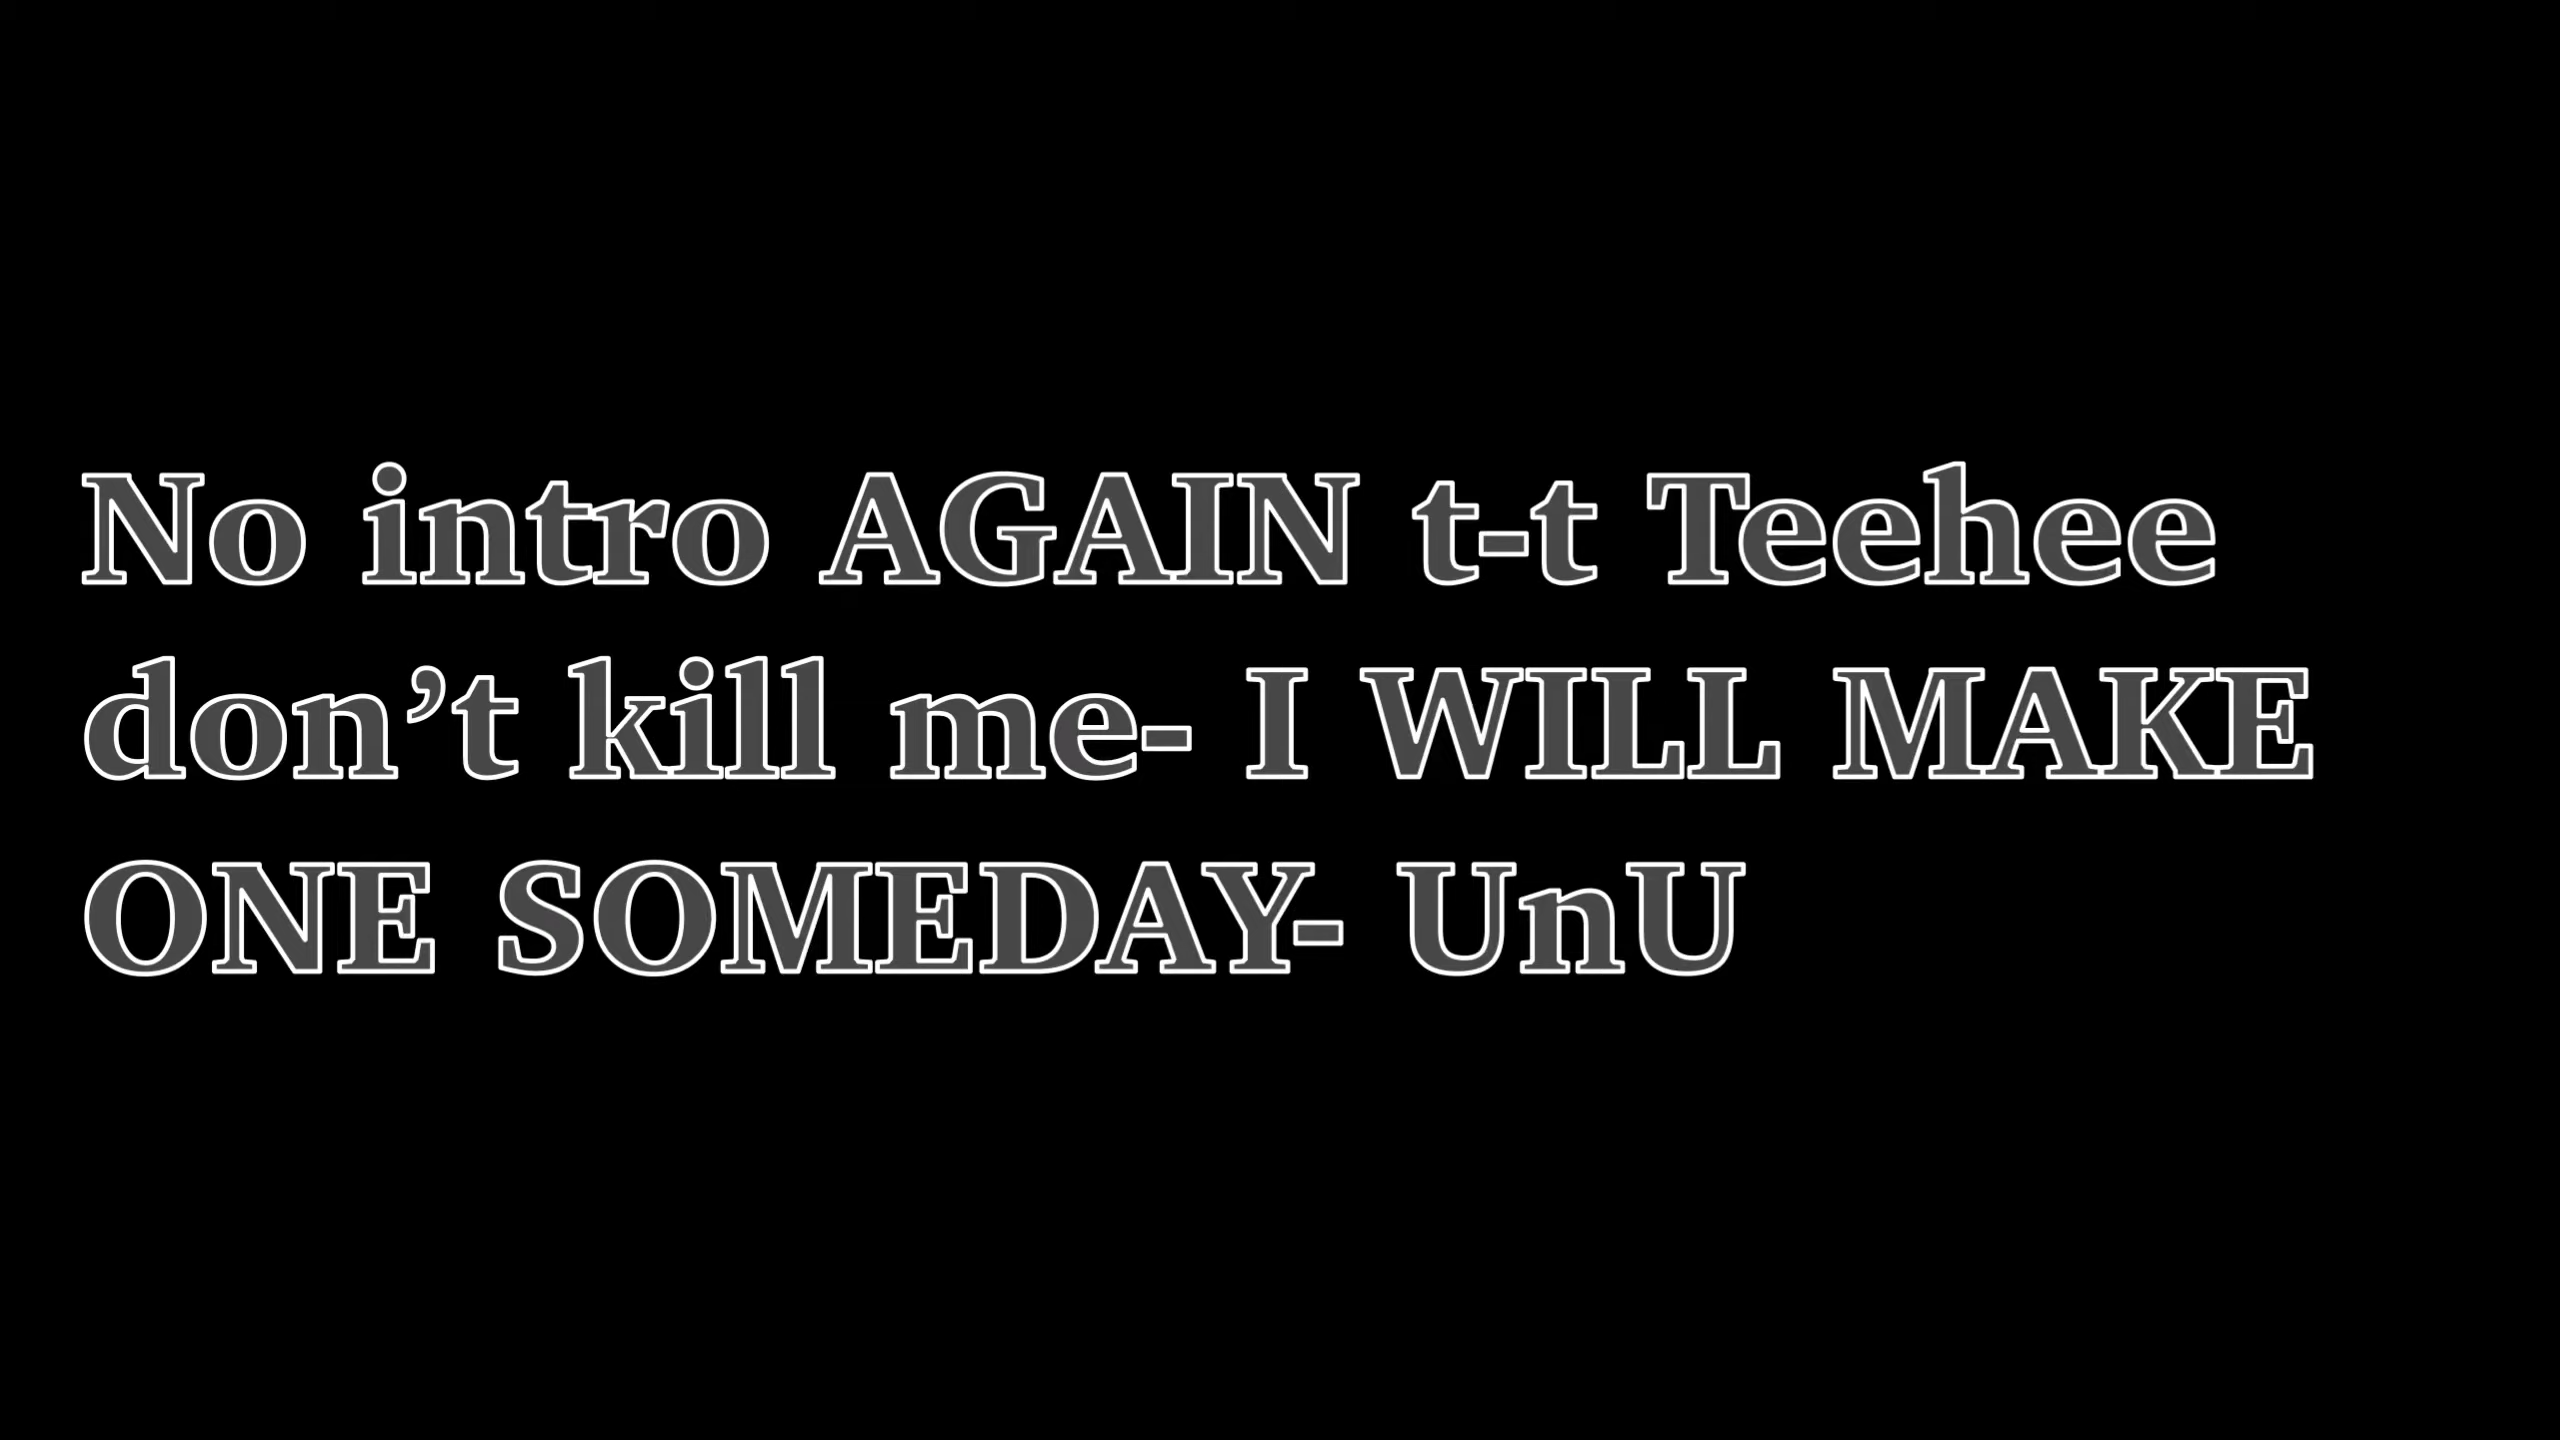 No intro AGAIN t-t Teehee
don’t kill me- I WILL MAKE
ONE SOMEDAY- UnU